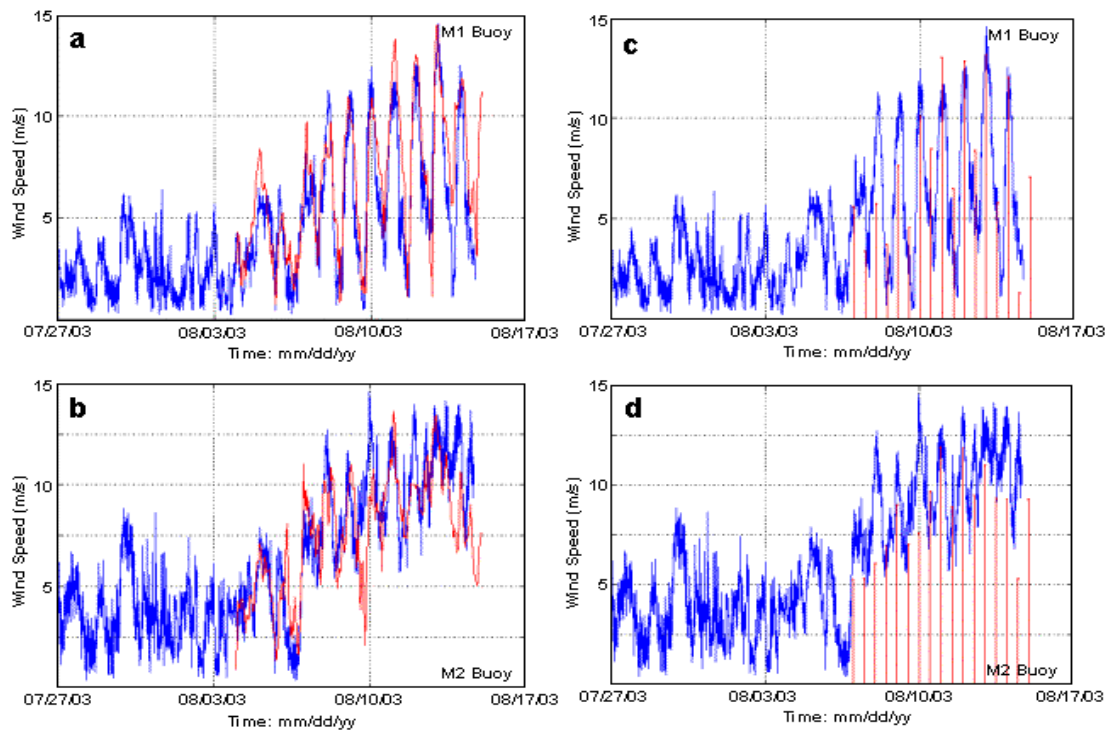 a
M1 Buoy
15
10
5
Wind Speed (m/s)
07.27.03
08/03/03
08/10.03
08/17.03
Time: mm/dd/yy
c
M1 Buoy
15
10
5
Wind Speed (m/s)
07.27.03
08/03.03
08/10.03
08/17.03
Time: mm/dd/yy
b
M2 Buoy
15
10
5
Wind Speed (m/s)
07.27.03
08/03.03
08/10.03
08/17.03
Time: mm/dd/yy
d
M2 Buoy
15
10
5
Wind Speed (m/s)
07.27.03
08/03.03
08/10.03
08/17.03
Time: mm/dd/yy